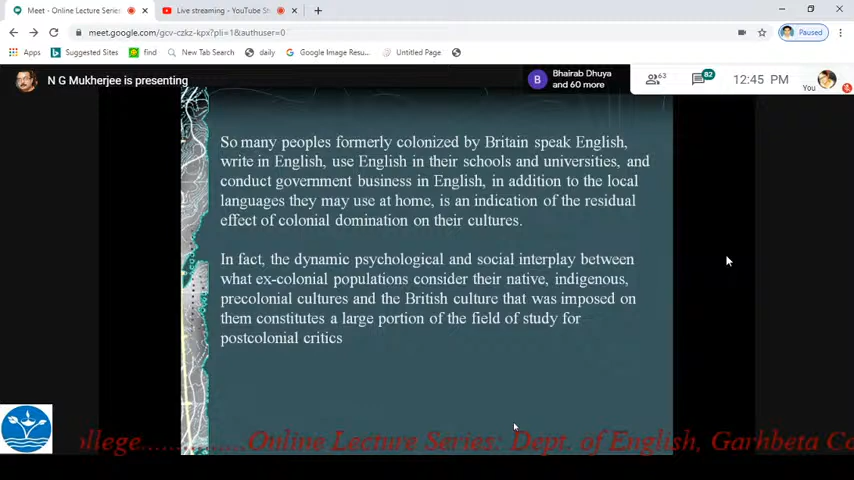 Meet - Online Lecture Series:
Live streaming - YouTube St
meet.google.com/gcv-czkz-kpx?pli=1&authuser=0
Paused
Apps
Suggested Sites
find
New Tab Search
daily
Google Image Resu...
Untitled Page
N G Mukherjee is presenting
B
Bhairab Dhuya
and 60 more
63
82
12:45 PM
You
So many peoples formerly colonized by Britain speak English,
write in English, use English in their schools and universities, and
conduct government business in English, in addition to the local
languages they may use at home, is an indication of the residual
effect of colonial domination on their cultures.
In fact, the dynamic psychological and social interplay between
what ex-colonial populations consider their native, indigenous,
precolonial cultures and the British culture that was imposed on
them constitutes a large portion of the field of study for
postcolonial critics
ollege..............Online Lecture Series: Dept. of English, Garhbeta Co